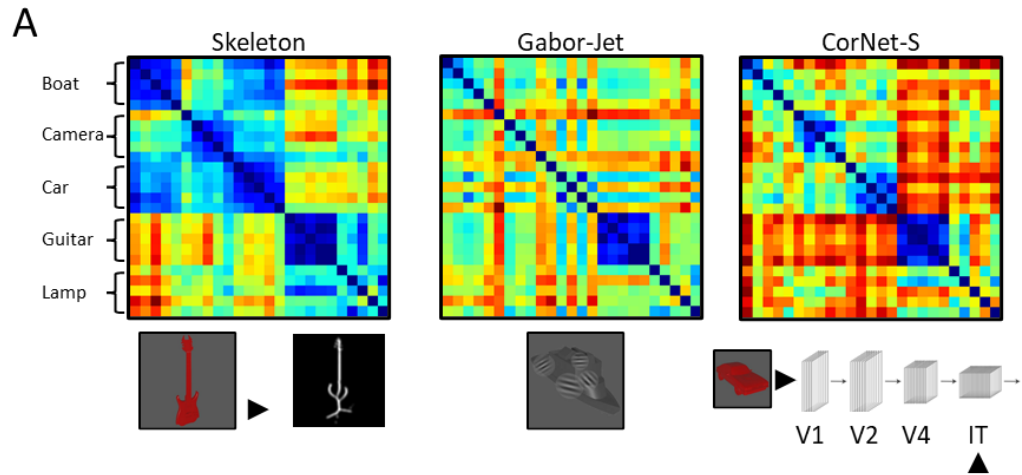 A
Skeleton
Gabor-Jet
CorNet-S
Boat
Camera
Car
Guitar
Lamp
V1
V2
V4
IT